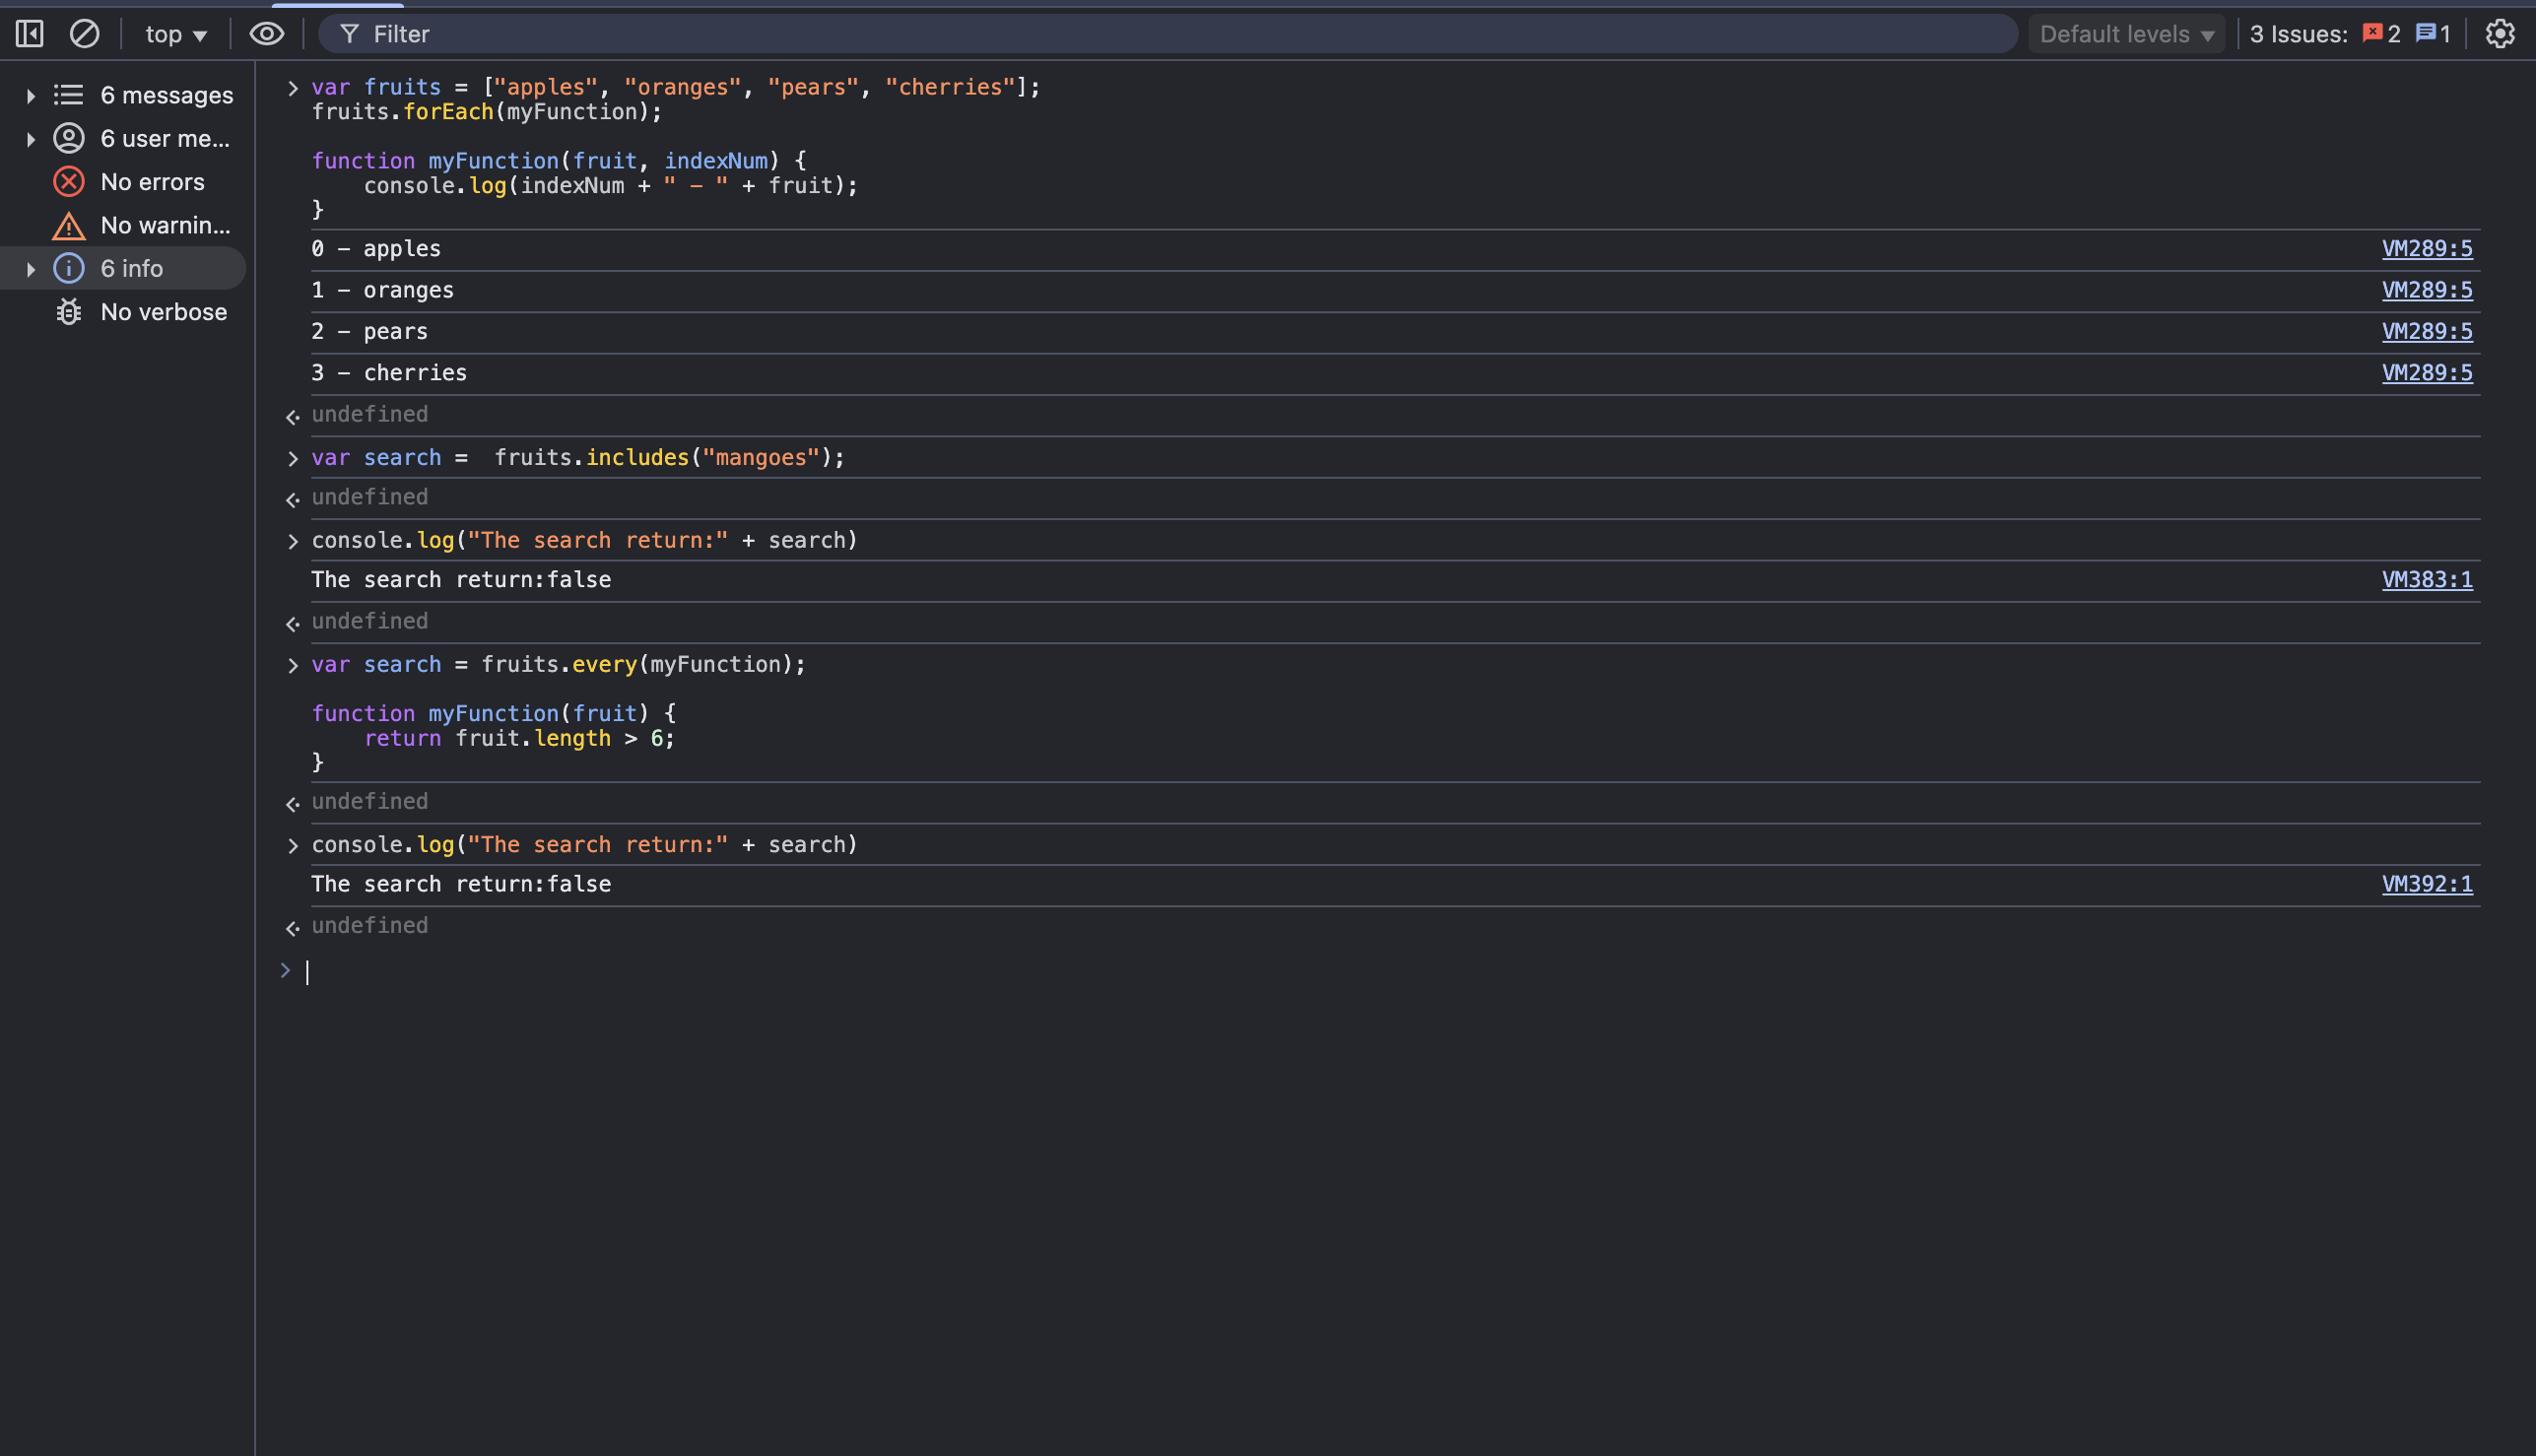 top ▼ Filter Default levels ▼ 3 Issues: 2 1
6 messages
6 user me...
No errors
No warnin...
6 info
No verbose
var fruits = ["apples", "oranges", "pears", "cherries"];
fruits.forEach(myFunction);
function myFunction(fruit, indexNum) {
    console.log(indexNum + " – " + fruit);
}
0 – apples VM289:5
1 – oranges VM289:5
2 – pears VM289:5
3 – cherries VM289:5
undefined
var search =  fruits.includes("mangoes");
undefined
console.log("The search return:" + search)
The search return:false VM383:1
undefined
var search = fruits.every(myFunction);
function myFunction(fruit) {
    return fruit.length > 6;
}
undefined
console.log("The search return:" + search)
The search return:false VM392:1
undefined